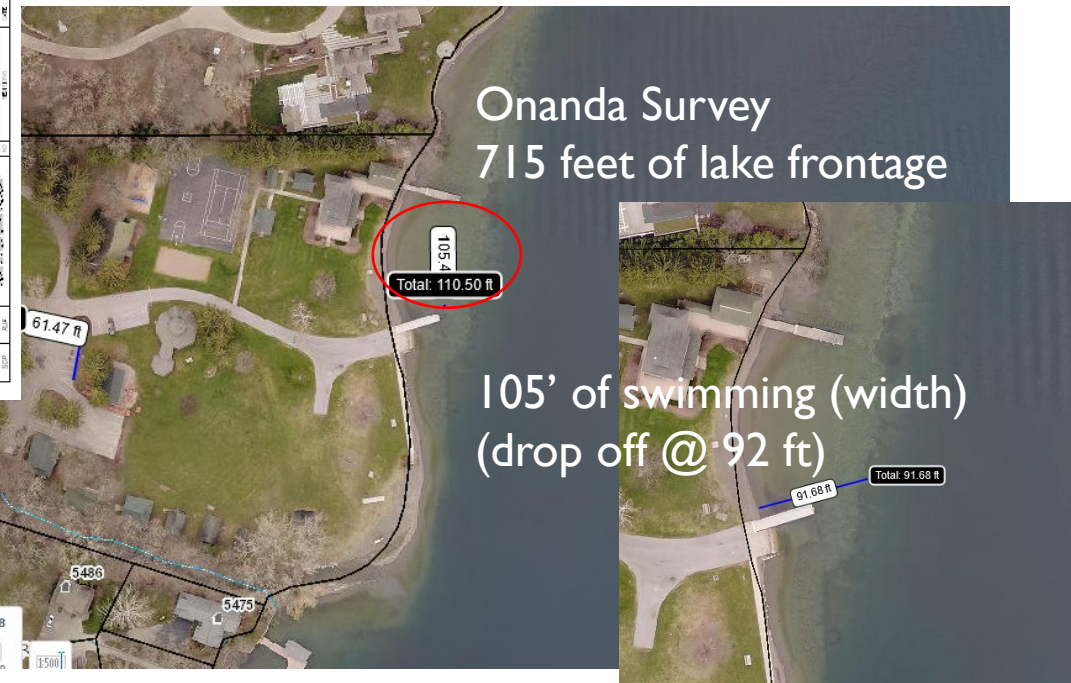 Onanda Survey
715 feet of lake frontage
105.4
Total: 110.50 ft
61.47 ft
105’ of swimming (width)
(drop off @ 92 ft)
Total: 91.68 ft
91.68 ft
5486
5475
1:500